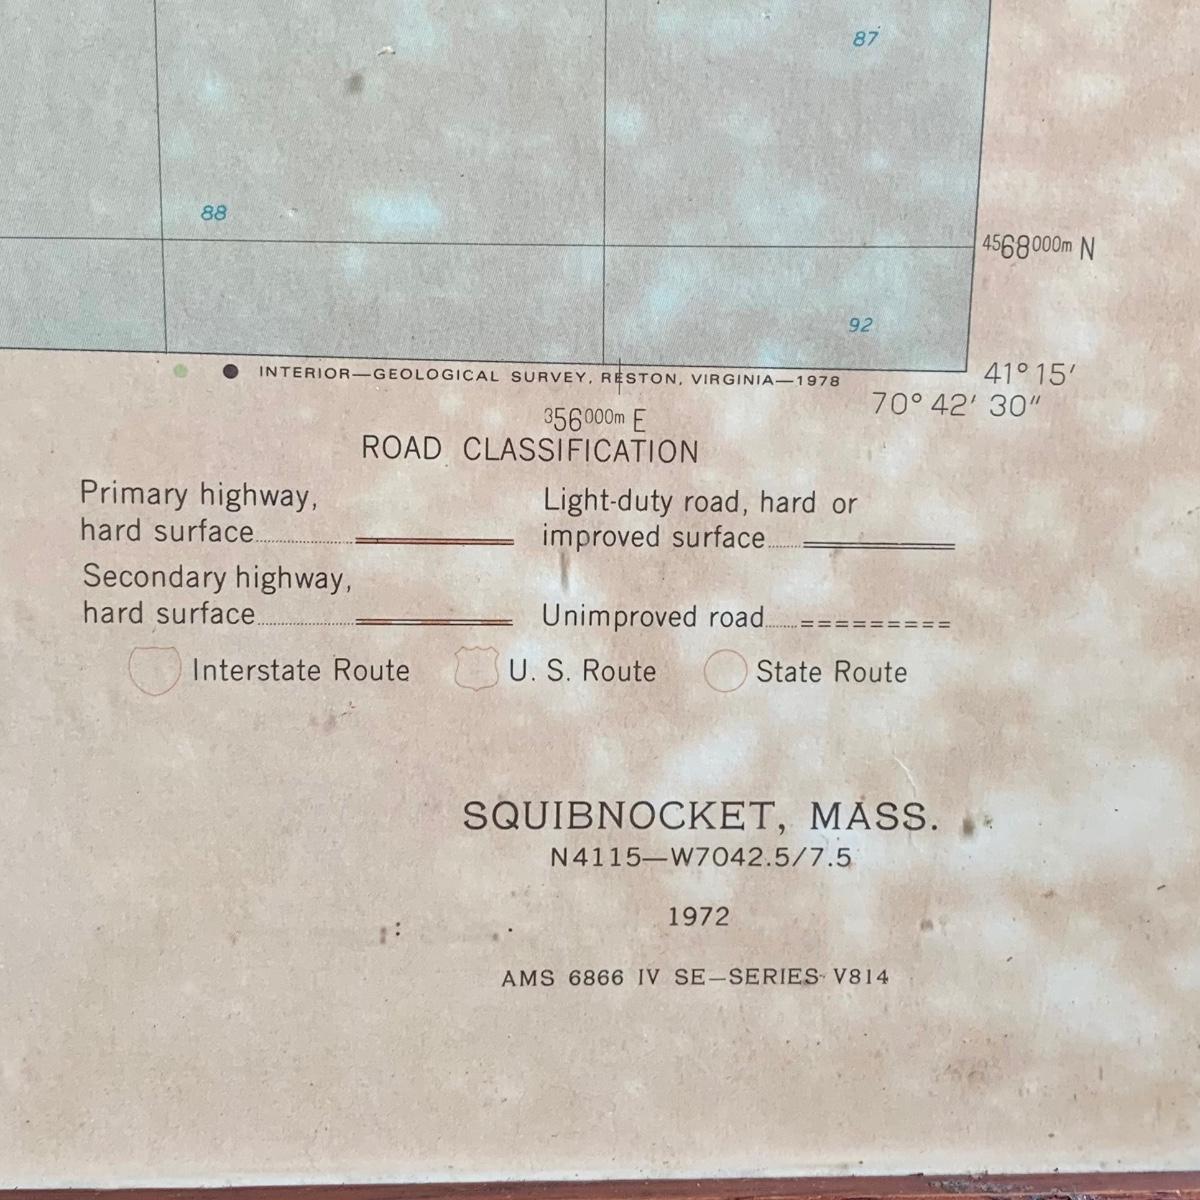 87
88
4568000m N
92
41° 15′
INTERIOR—GEOLOGICAL SURVEY, RESTON, VIRGINIA—1978
70° 42′ 30″
356000m E
ROAD CLASSIFICATION
Primary highway,
hard surface
Light-duty road, hard or
improved surface
Secondary highway,
hard surface
Unimproved road
Interstate Route
U. S. Route
State Route
SQUIBNOCKET, MASS.
N4115—W7042.5/7.5
1972
AMS 6866 IV SE—SERIES V814